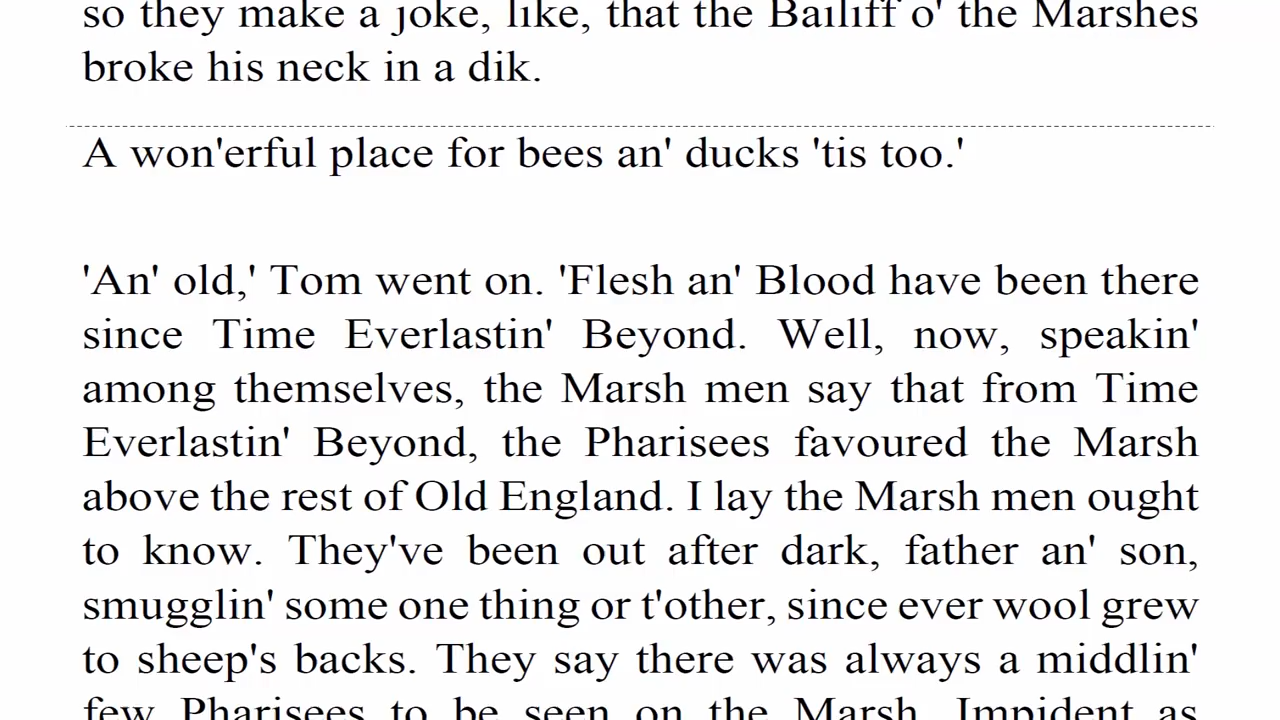 so they make a joke, like, that the Bailiff o' the Marshes
broke his neck in a dik.
A won'erful place for bees an' ducks 'tis too.'
'An' old,' Tom went on. 'Flesh an' Blood have been there
since Time Everlastin' Beyond. Well, now, speakin'
among themselves, the Marsh men say that from Time
Everlastin' Beyond, the Pharisees favoured the Marsh
above the rest of Old England. I lay the Marsh men ought
to know. They've been out after dark, father an' son,
smugglin' some one thing or t'other, since ever wool grew
to sheep's backs. They say there was always a middlin'
few Pharisees to be seen on the Marsh. Impident as